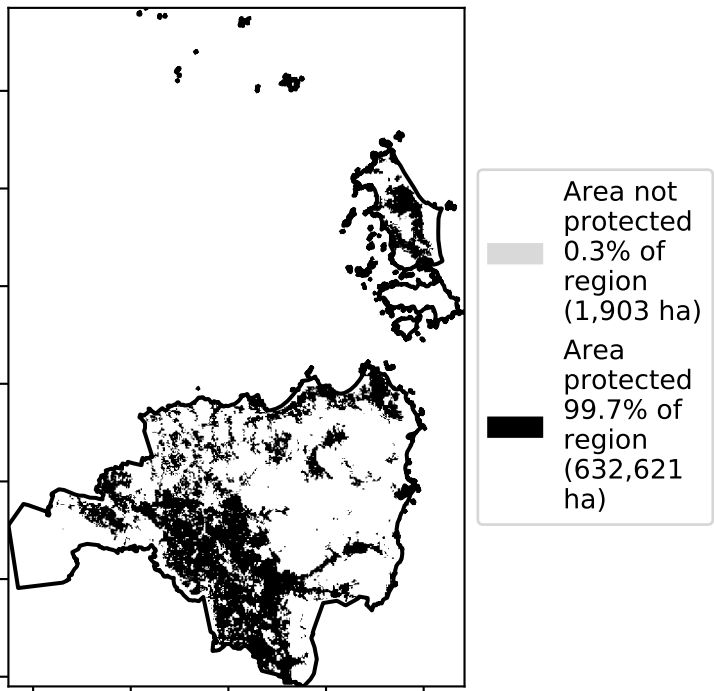 Area not
protected
0.3% of
region
(1,903 ha)
Area
protected
99.7% of
region
(632,621
ha)